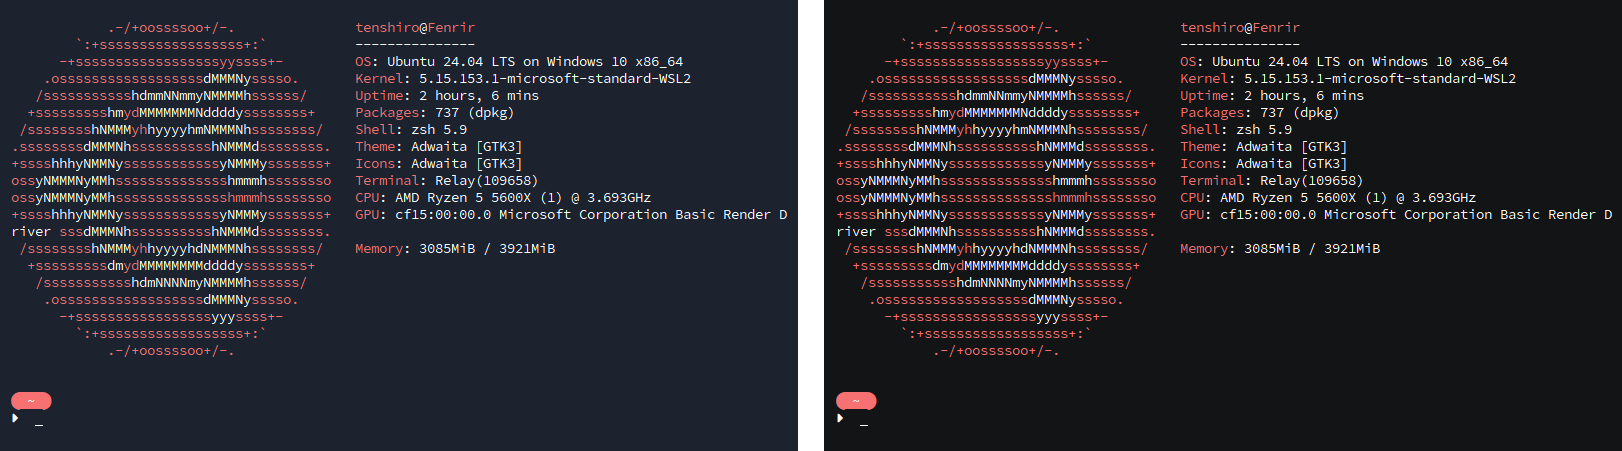 .-/+oossssoo+/-. tenshiro@Fenrir
`:+ssssssssssssssssss+:` ---------------
-+ssssssssssssssssssyyssss+- OS: Ubuntu 24.04 LTS on Windows 10 x86_64
.ossssssssssssssssssdMMMNysssso. Kernel: 5.15.153.1-microsoft-standard-WSL2
/ssssssssssshdmmNNmmyNMMMMhssssss/ Uptime: 2 hours, 6 mins
+ssssssssshmydMMMMMMMNddddyssssssss+ Packages: 737 (dpkg)
/sssssssshNMMMyhhyyyyhmNMMMNhssssssss/ Shell: zsh 5.9
.ssssssssdMMMNhsssssssssshNMMMdssssssss. Theme: Adwaita [GTK3]
+sssshhhyNMMNyssssssssssssyNMMMysssssss+ Icons: Adwaita [GTK3]
ossyNMMMNyMMhsssssssssssssshmmmhssssssso Terminal: Relay(109658)
ossyNMMMNyMMhsssssssssssssshmmmhssssssso CPU: AMD Ryzen 5 5600X (1) @ 3.693GHz
+sssshhhyNMMNyssssssssssssyNMMMysssssss+ GPU: cf15:00:00.0 Microsoft Corporation Basic Render D
river sssdMMMNhsssssssssshNMMMdssssssss.
/sssssssshNMMMyhhyyyyhdNMMMNhssssssss/ Memory: 3085MiB / 3921MiB
+sssssssssdmydMMMMMMMMddddyssssssss+
/ssssssssssshdmNNNNmyNMMMMhssssss/
.ossssssssssssssssssdMMMNysssso.
-+sssssssssssssssssyyyssss+-
`:+ssssssssssssssssss+:`
.-/+oossssoo+/-.
~
_
.-/+oossssoo+/-. tenshiro@Fenrir
`:+ssssssssssssssssss+:` ---------------
-+ssssssssssssssssssyyssss+- OS: Ubuntu 24.04 LTS on Windows 10 x86_64
.ossssssssssssssssssdMMMNysssso. Kernel: 5.15.153.1-microsoft-standard-WSL2
/ssssssssssshdmmNNmmyNMMMMhssssss/ Uptime: 2 hours, 6 mins
+ssssssssshmydMMMMMMMNddddyssssssss+ Packages: 737 (dpkg)
/sssssssshNMMMyhhyyyyhmNMMMNhssssssss/ Shell: zsh 5.9
.ssssssssdMMMNhsssssssssshNMMMdssssssss. Theme: Adwaita [GTK3]
+sssshhhyNMMNyssssssssssssyNMMMysssssss+ Icons: Adwaita [GTK3]
ossyNMMMNyMMhsssssssssssssshmmmhssssssso Terminal: Relay(109658)
ossyNMMMNyMMhsssssssssssssshmmmhssssssso CPU: AMD Ryzen 5 5600X (1) @ 3.693GHz
+sssshhhyNMMNyssssssssssssyNMMMysssssss+ GPU: cf15:00:00.0 Microsoft Corporation Basic Render D
river sssdMMMNhsssssssssshNMMMdssssssss.
/sssssssshNMMMyhhyyyyhdNMMMNhssssssss/ Memory: 3085MiB / 3921MiB
+sssssssssdmydMMMMMMMMddddyssssssss+
/ssssssssssshdmNNNNmyNMMMMhssssss/
.ossssssssssssssssssdMMMNysssso.
-+sssssssssssssssssyyyssss+-
`:+ssssssssssssssssss+:`
.-/+oossssoo+/-.
~
_